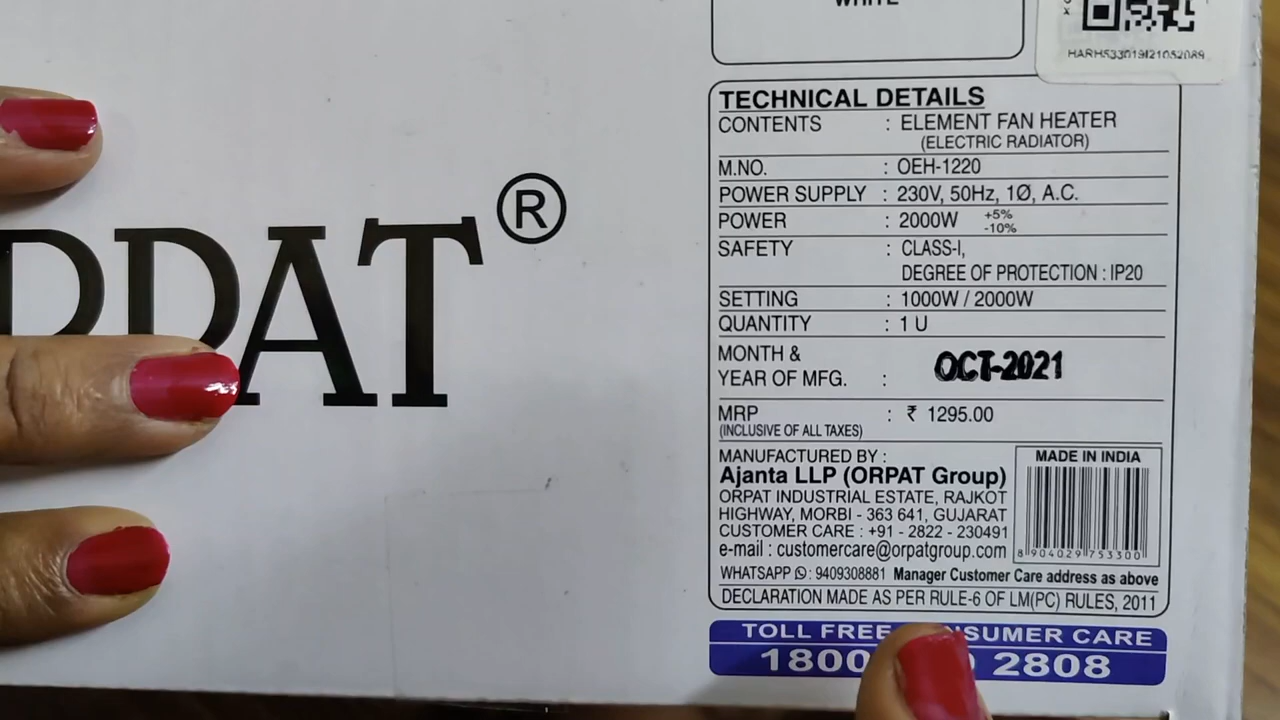 HARH533019I21052089
TECHNICAL DETAILS
CONTENTS : ELEMENT FAN HEATER
(ELECTRIC RADIATOR)
M.NO. : OEH-1220
POWER SUPPLY : 230V, 50Hz, 1Ø, A.C.
POWER : 2000W +5% -10%
SAFETY : CLASS-I,
DEGREE OF PROTECTION : IP20
SETTING : 1000W / 2000W
QUANTITY : 1 U
MONTH &
YEAR OF MFG. : OCT-2021
MRP : ₹ 1295.00
(INCLUSIVE OF ALL TAXES)
MANUFACTURED BY :
Ajanta LLP (ORPAT Group)
ORPAT INDUSTRIAL ESTATE, RAJKOT
HIGHWAY, MORBI - 363 641, GUJARAT
CUSTOMER CARE : +91 - 2822 - 230491
e-mail : customercare@orpatgroup.com
MADE IN INDIA
8 904029 753300
WHATSAPP : 9409308881 Manager Customer Care address as above
DECLARATION MADE AS PER RULE-6 OF LM(PC) RULES, 2011
TOLL FREE
CARE
1800 2808
RPAT®